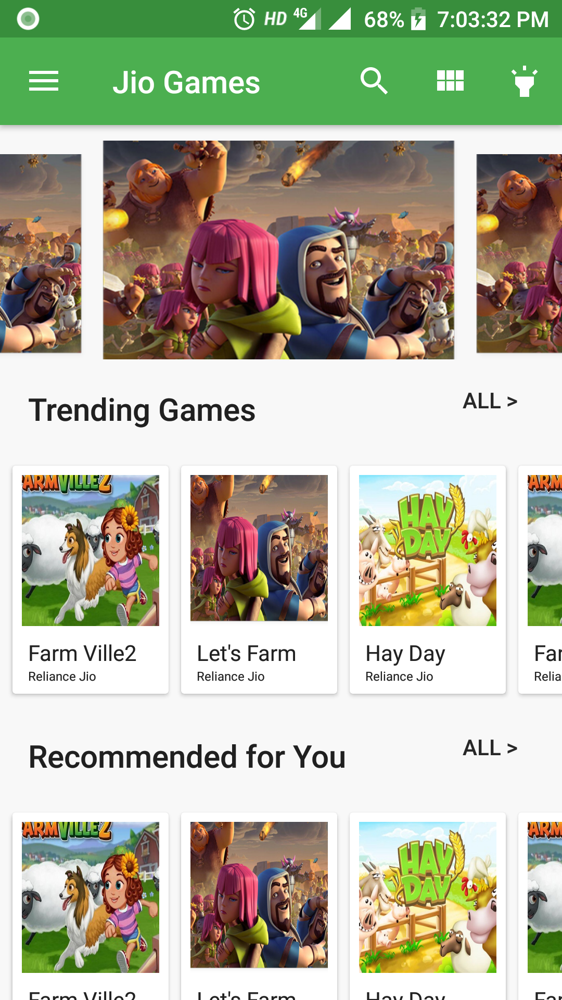 HD 4G 68% 7:03:32 PM
Jio Games
Trending Games
ALL >
ARMVILLE2
HAY DAY
ARM
Farm Ville2
Let's Farm
Hay Day
Far
Reliance Jio
Reliance Jio
Reliance Jio
Relia
Recommended for You
ALL >
ARMVILLE2
HAY DAY
ARM
Farm Ville2
Let's Farm
Hay Day
Far